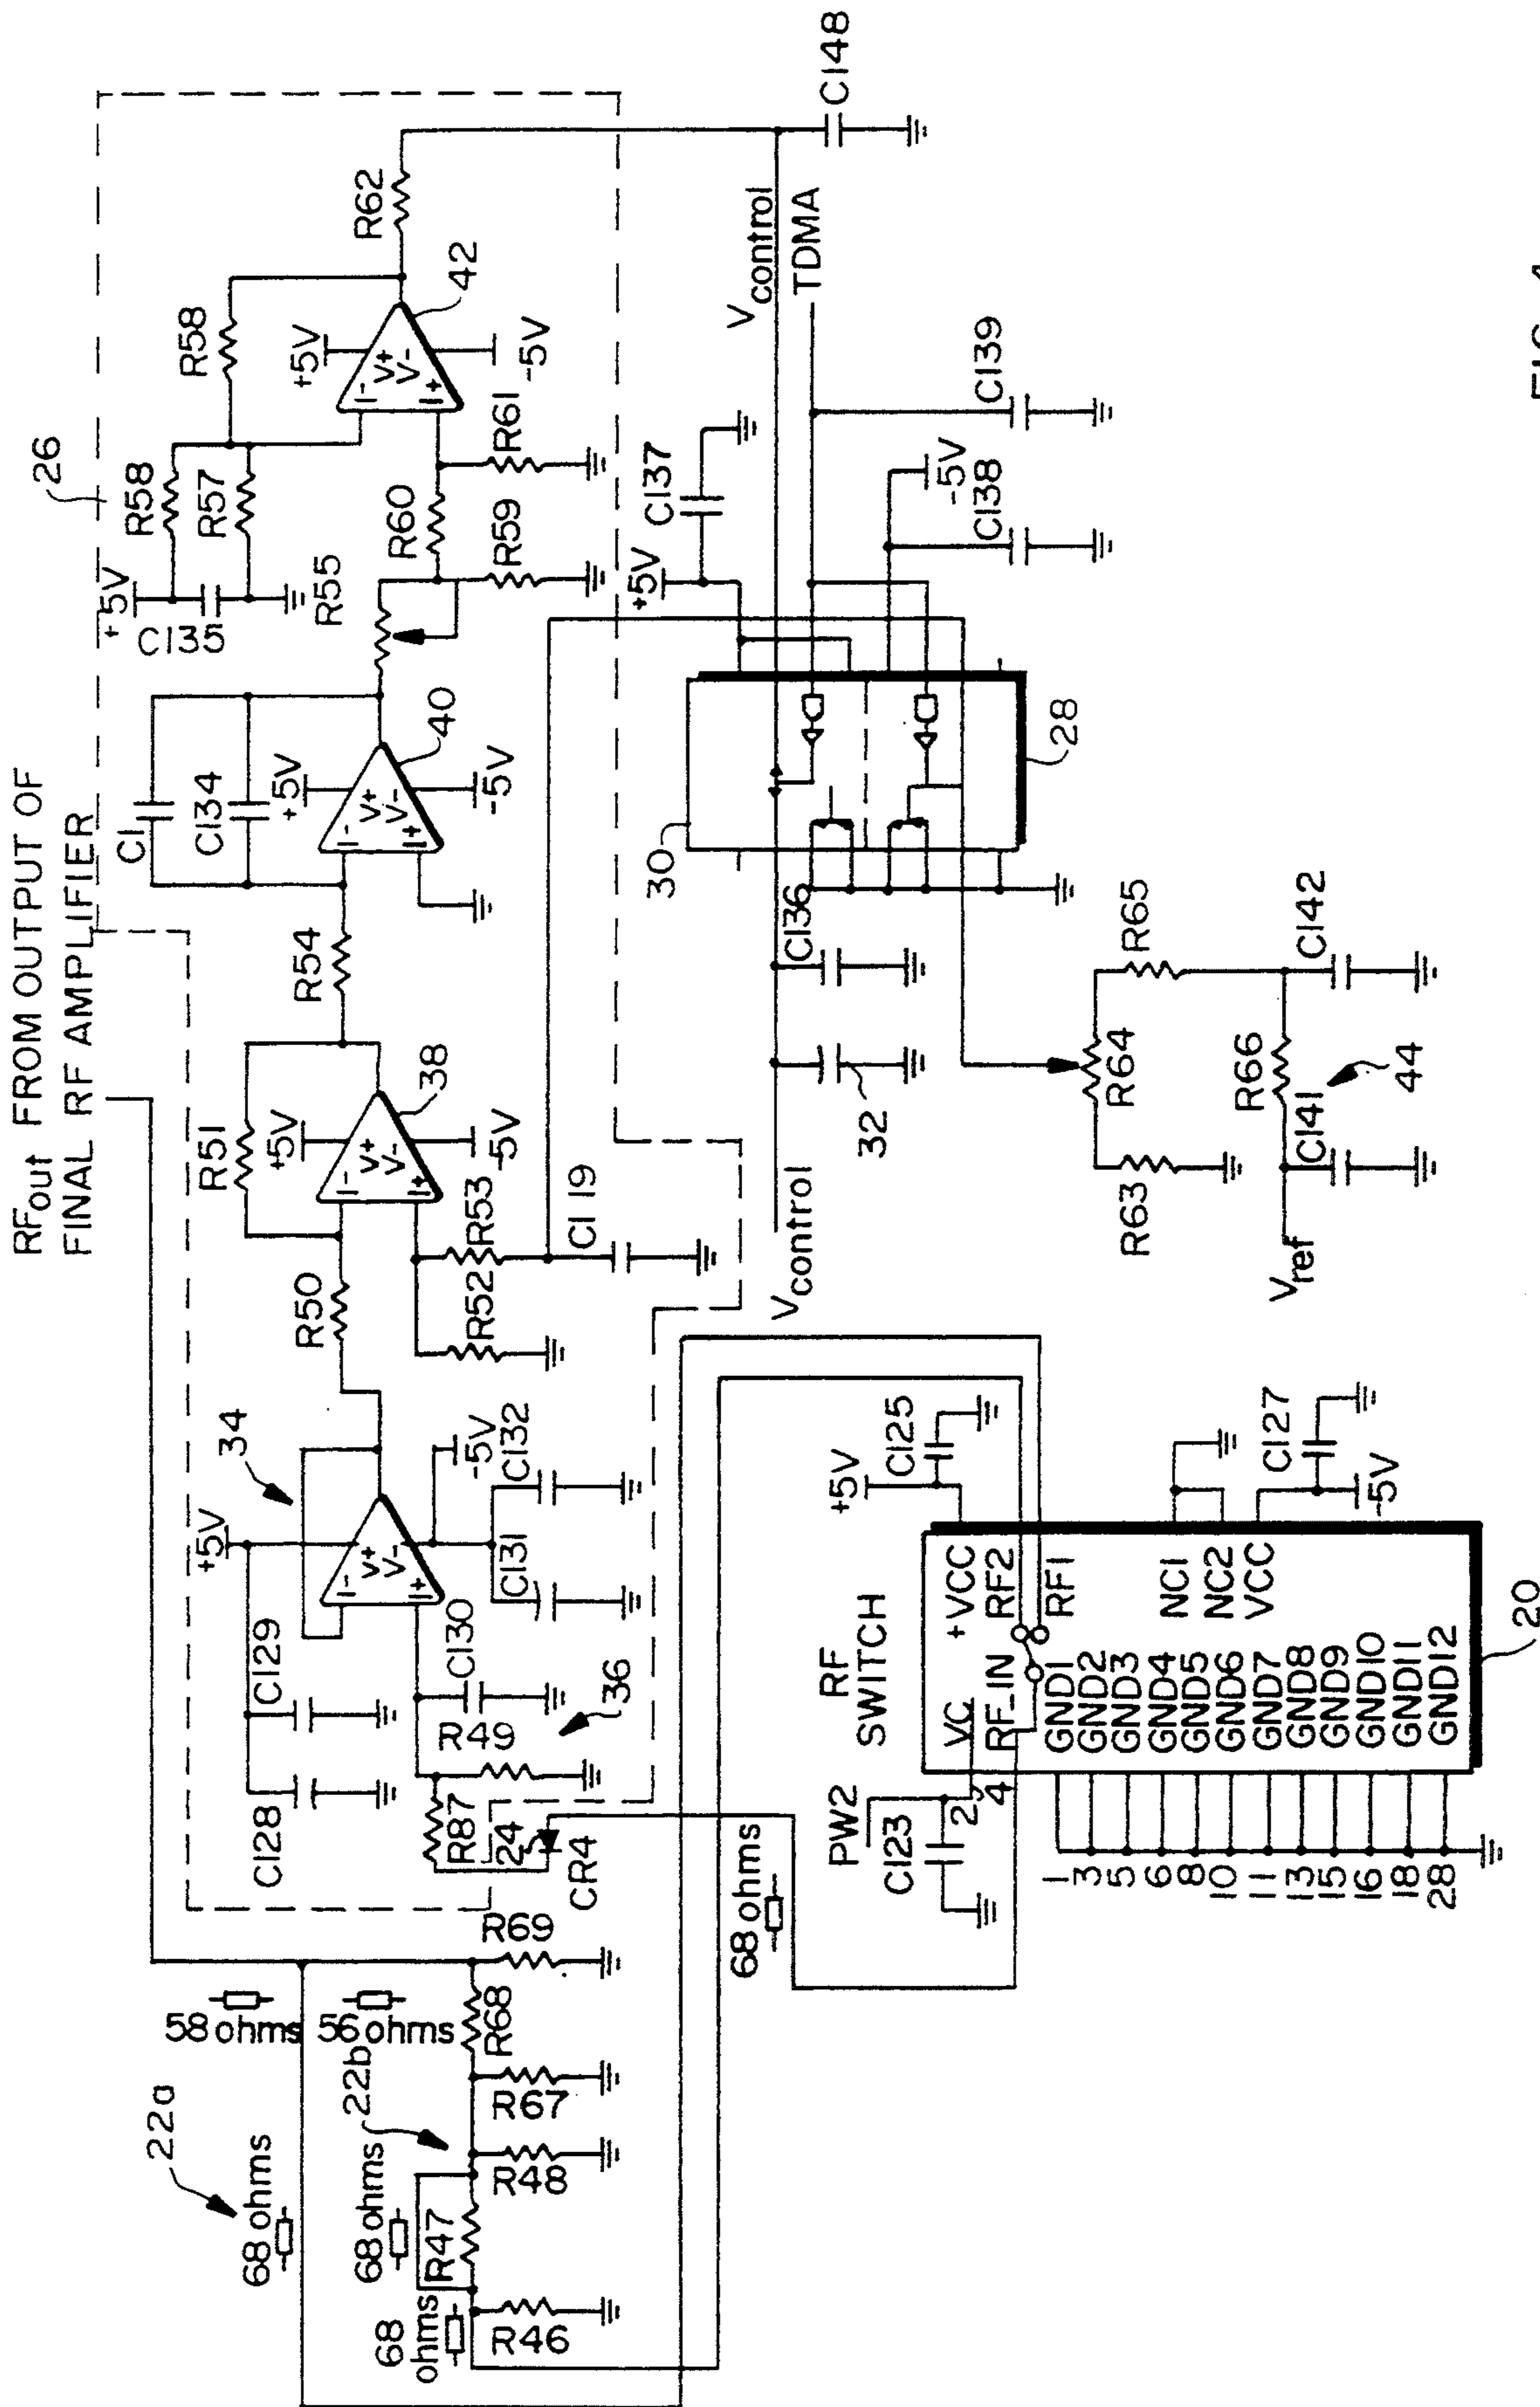 RFout FROM OUTPUT OF
FINAL RF AMPLIFIER
26
22a
58 ohms
68 ohms
56 ohms
22b
68 ohms
68 ohms
R46
R47
R48
R67
R68
R69
C128
C129
+5V
34
R87
24
CR4
R49
36
C130
C131
C132
-5V
V+
V-
I-
I+
R50
R51
+5V
V+
V-
I-
I+
38
-5V
R52
R53
C119
R54
C1
C134
+5V
V+
V-
I-
I+
40
-5V
R55
+5V
C135
R58
R57
R58
+5V
V+
V-
I-
I+
42
-5V
R60
R59
R61
R62
Vcontrol
32
C136
30
28
+5V
C137
Vcontrol
TDMA
-5V
C138
C139
C148
Vref
C141
R66
44
C142
R63
R64
R65
68 ohms
PW2
C123
2
4
RF
SWITCH
VC
RF_IN
+VCC
RF2
RF1
GND1
GND2
GND3
GND4
GND5
GND6
GND7
GND8
GND9
GND10
GND11
GND12
NC1
NC2
VCC
1
3
5
6
8
10
11
13
15
16
18
28
+5V
C125
C127
-5V
20